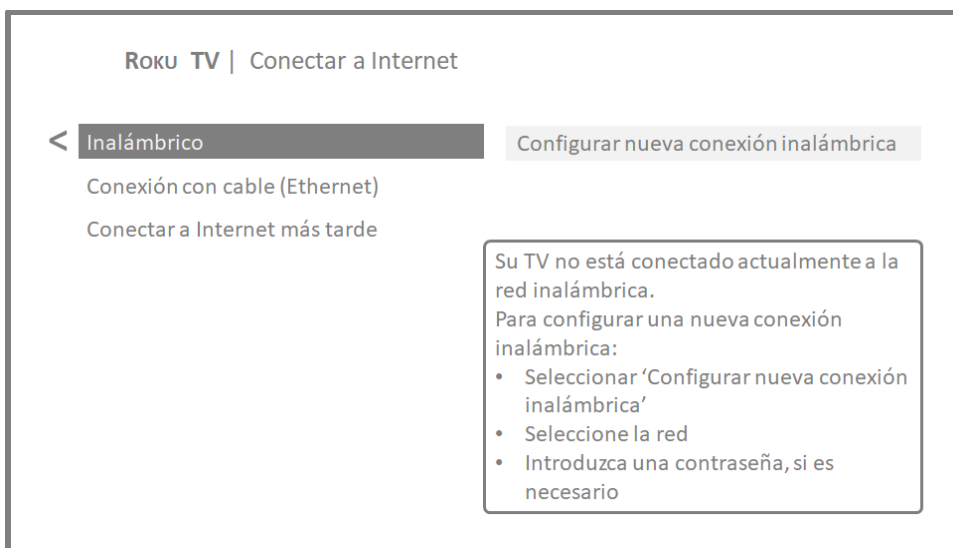 ROKU TV | Conectar a Internet
< Inalámbrico
Configurar nueva conexión inalámbrica
Conexión con cable (Ethernet)
Conectar a Internet más tarde
Su TV no está conectado actualmente a la
red inalámbrica.
Para configurar una nueva conexión
inalámbrica:
• Seleccionar ‘Configurar nueva conexión
inalámbrica’
• Seleccione la red
• Introduzca una contraseña, si es
necesario